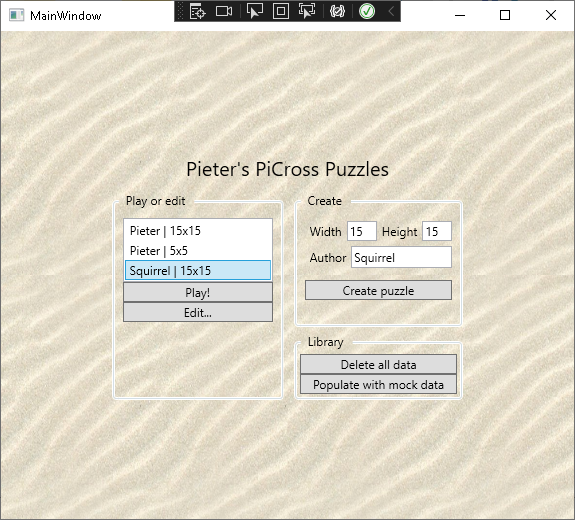 MainWindow
Pieter's PiCross Puzzles
Play or edit
Pieter | 15x15
Pieter | 5x5
Squirrel | 15x15
Play!
Edit...
Create
Width 15 Height 15
Author Squirrel
Create puzzle
Library
Delete all data
Populate with mock data